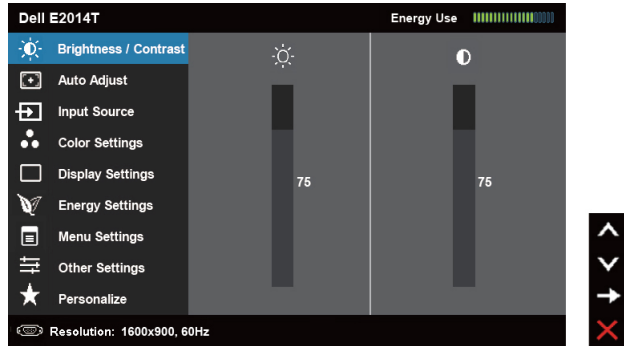 Dell E2014T
Energy Use
Brightness / Contrast
Auto Adjust
Input Source
Color Settings
Display Settings
Energy Settings
Menu Settings
Other Settings
Personalize
75
75
Resolution: 1600x900, 60Hz